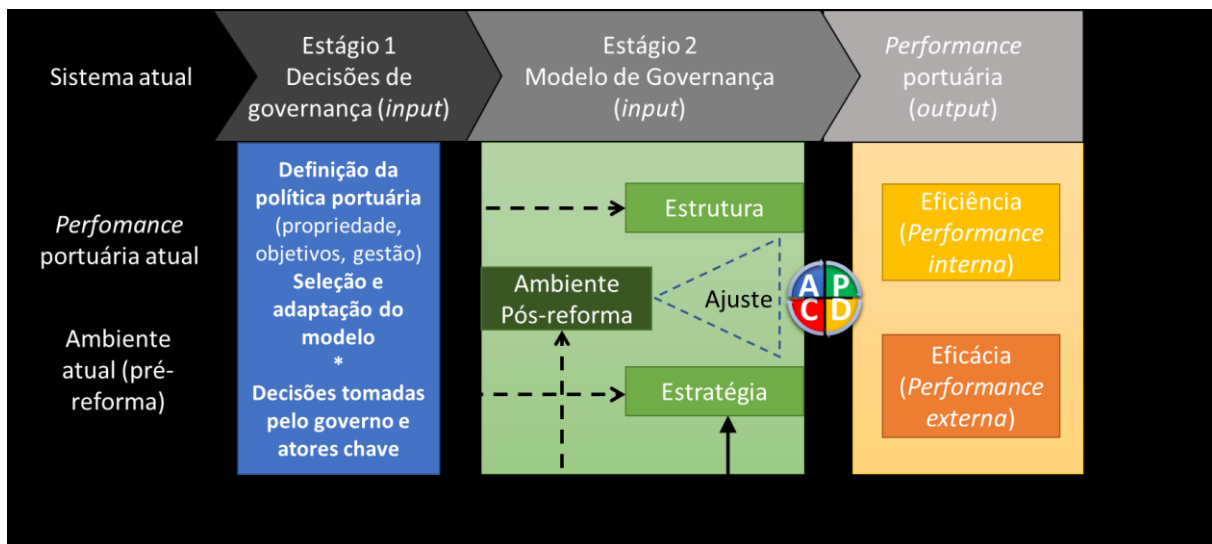 Sistema atual
Estágio 1
Decisões de
governança (input)
Estágio 2
Modelo de Governança
(input)
Performance
portuária
(output)
Perfomance
portuária atual
Ambiente
atual (pré-
reforma)
Definição da
política portuária
(propriedade,
objetivos, gestão)
Seleção e
adaptação do
modelo
*
Decisões tomadas
pelo governo e
atores chave
Estrutura
Ambiente
Pós-reforma
Ajuste
Estratégia
A P
C D
Eficiência
(Performance
interna)
Eficácia
(Performance
externa)